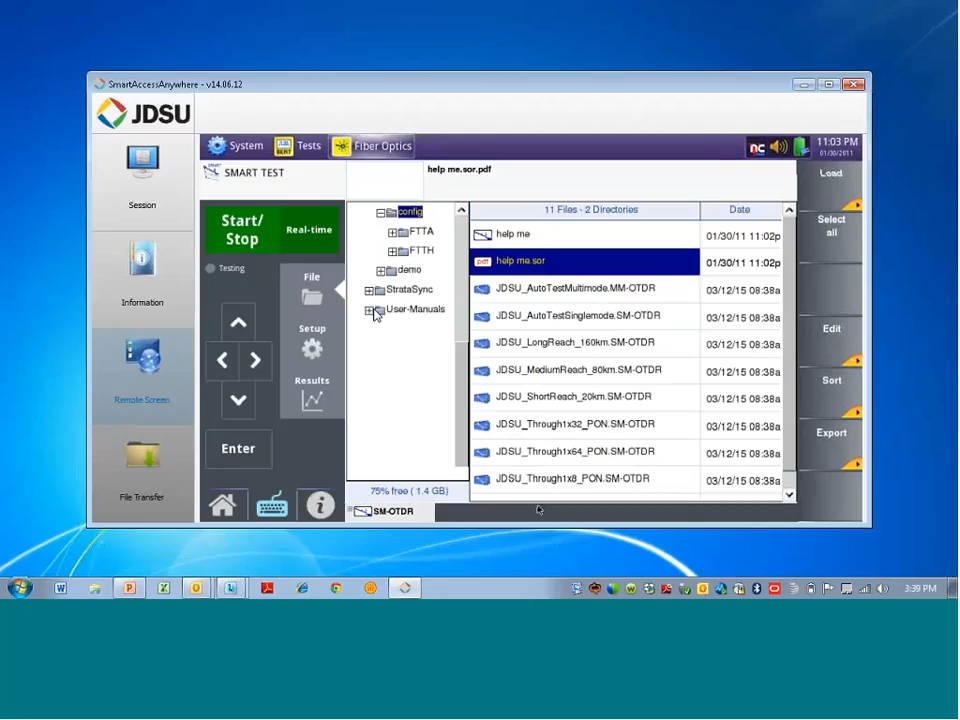 SmartAccessAnywhere - v14.06.12
JDSU
System Tests Fiber Optics
nc
11:03 PM
01/30/2011
SMART TEST
help me.sor.pdf
Load
Session
Start/
Stop
Real-time
Testing
config
FTTA
FTTH
demo
StrataSync
User-Manuals
11 Files - 2 Directories Date
help me 01/30/11 11:02p
pdf help me.sor 01/30/11 11:02p
JDSU_AutoTestMultimode.MM-OTDR 03/12/15 08:38a
JDSU_AutoTestSinglemode.SM-OTDR 03/12/15 08:38a
JDSU_LongReach_160km.SM-OTDR 03/12/15 08:38a
JDSU_MediumReach_80km.SM-OTDR 03/12/15 08:38a
JDSU_ShortReach_20km.SM-OTDR 03/12/15 08:38a
JDSU_Through1x32_PON.SM-OTDR 03/12/15 08:38a
JDSU_Through1x64_PON.SM-OTDR 03/12/15 08:38a
JDSU_Through1x8_PON.SM-OTDR 03/12/15 08:38a
Select
all
Edit
Sort
Export
File
Setup
Results
Information
Remote Screen
File Transfer
Enter
75% free ( 1.4 GB)
SM-OTDR
3:39 PM